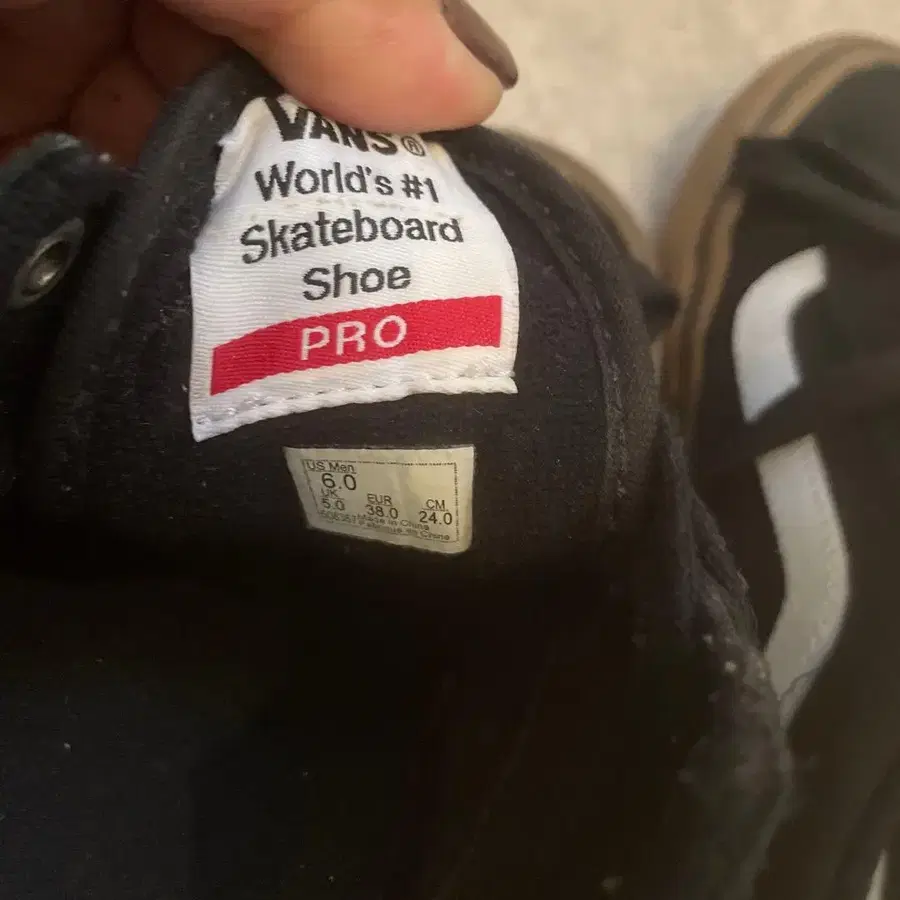 VANS®
World's #1
Skateboard
Shoe
PRO
US Men
6.0
UK EUR CM
5.0 38.0 24.0
Made in China